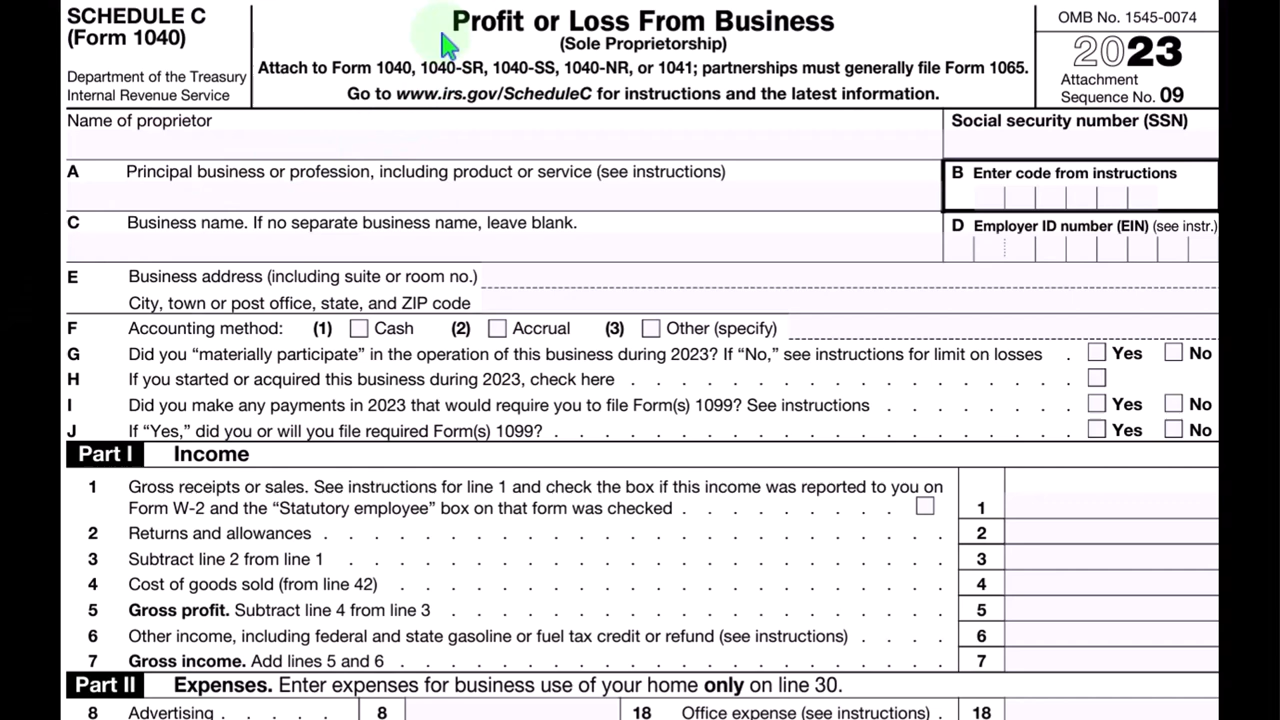 SCHEDULE C
(Form 1040)
Department of the Treasury
Internal Revenue Service
Profit or Loss From Business
(Sole Proprietorship)
Attach to Form 1040, 1040-SR, 1040-SS, 1040-NR, or 1041; partnerships must generally file Form 1065.
Go to www.irs.gov/ScheduleC for instructions and the latest information.
OMB No. 1545-0074
2023
Attachment
Sequence No. 09
Name of proprietor
Social security number (SSN)
A Principal business or profession, including product or service (see instructions)
B Enter code from instructions
C Business name. If no separate business name, leave blank.
D Employer ID number (EIN) (see instr.)
E Business address (including suite or room no.)
City, town or post office, state, and ZIP code
F Accounting method: (1) Cash (2) Accrual (3) Other (specify)
G Did you “materially participate” in the operation of this business during 2023? If “No,” see instructions for limit on losses . Yes No
H If you started or acquired this business during 2023, check here . . . . . . . . . . . . . . . . . .
I Did you make any payments in 2023 that would require you to file Form(s) 1099? See instructions . . . . . . . . Yes No
J If “Yes,” did you or will you file required Form(s) 1099? . . . . . . . . . . . . . . . . . . . . . Yes No
Part I Income
1 Gross receipts or sales. See instructions for line 1 and check the box if this income was reported to you on
Form W-2 and the “Statutory employee” box on that form was checked . . . . . . . . . 1
2 Returns and allowances . . . . . . . . . . . . . . . . . . . . . . . . . 2
3 Subtract line 2 from line 1 . . . . . . . . . . . . . . . . . . . . . . . . 3
4 Cost of goods sold (from line 42) . . . . . . . . . . . . . . . . . . . . . . 4
5 Gross profit. Subtract line 4 from line 3 . . . . . . . . . . . . . . . . . . . . 5
6 Other income, including federal and state gasoline or fuel tax credit or refund (see instructions) . . . . 6
7 Gross income. Add lines 5 and 6 . . . . . . . . . . . . . . . . . . . . . . 7
Part II Expenses. Enter expenses for business use of your home only on line 30.
8 Advertising . . . . . 8
18 Office expense (see instructions) . 18